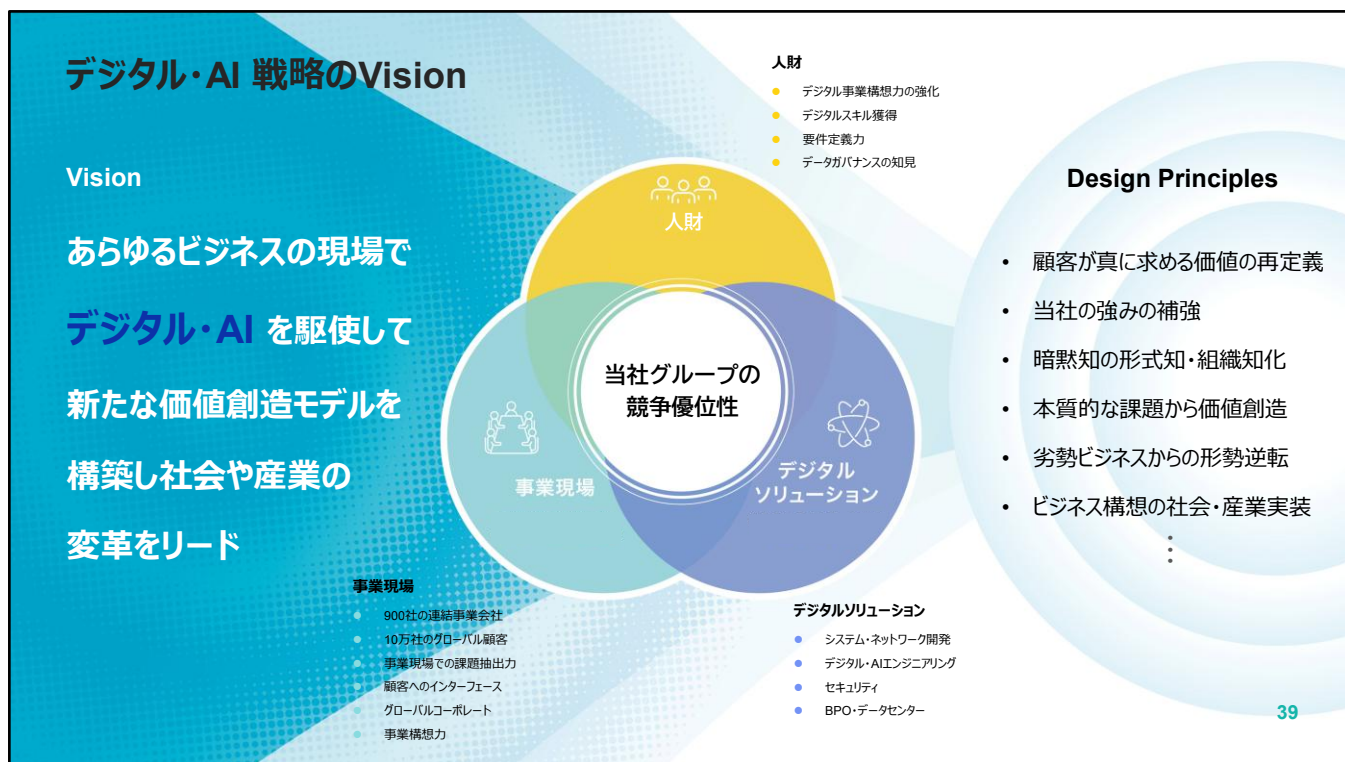 デジタル・AI 戦略のVision
Vision
あらゆるビジネスの現場で
デジタル・AI を駆使して
新たな価値創造モデルを
構築し社会や産業の
変革をリード
人財
デジタル事業構想力の強化
デジタルスキル獲得
要件定義力
データガバナンスの知見
人財
当社グループの
競争優位性
事業現場
デジタル
ソリューション
事業現場
900社の連結事業会社
10万社のグローバル顧客
事業現場での課題抽出力
顧客へのインターフェース
グローバルコーポレート
事業構想力
デジタルソリューション
システム・ネットワーク開発
デジタル・AIエンジニアリング
セキュリティ
BPO・データセンター
Design Principles
• 顧客が真に求める価値の再定義
• 当社の強みの補強
• 暗黙知の形式知・組織知化
• 本質的な課題から価値創造
• 劣勢ビジネスからの形勢逆転
• ビジネス構想の社会・産業実装
⋮
39